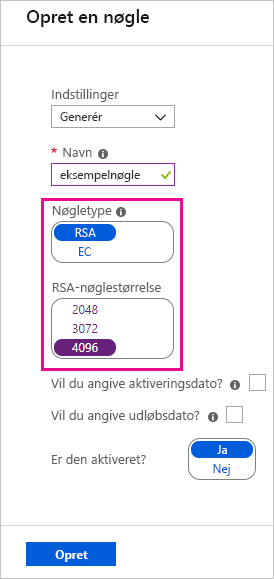 Opret en nøgle
Indstillinger
Generér
* Navn
eksempelnøgle
Nøgletype
RSA
EC
RSA-nøglestørrelse
2048
3072
4096
Vil du angive aktiveringsdato?
Vil du angive udløbsdato?
Er den aktiveret?
Ja
Nej
Opret